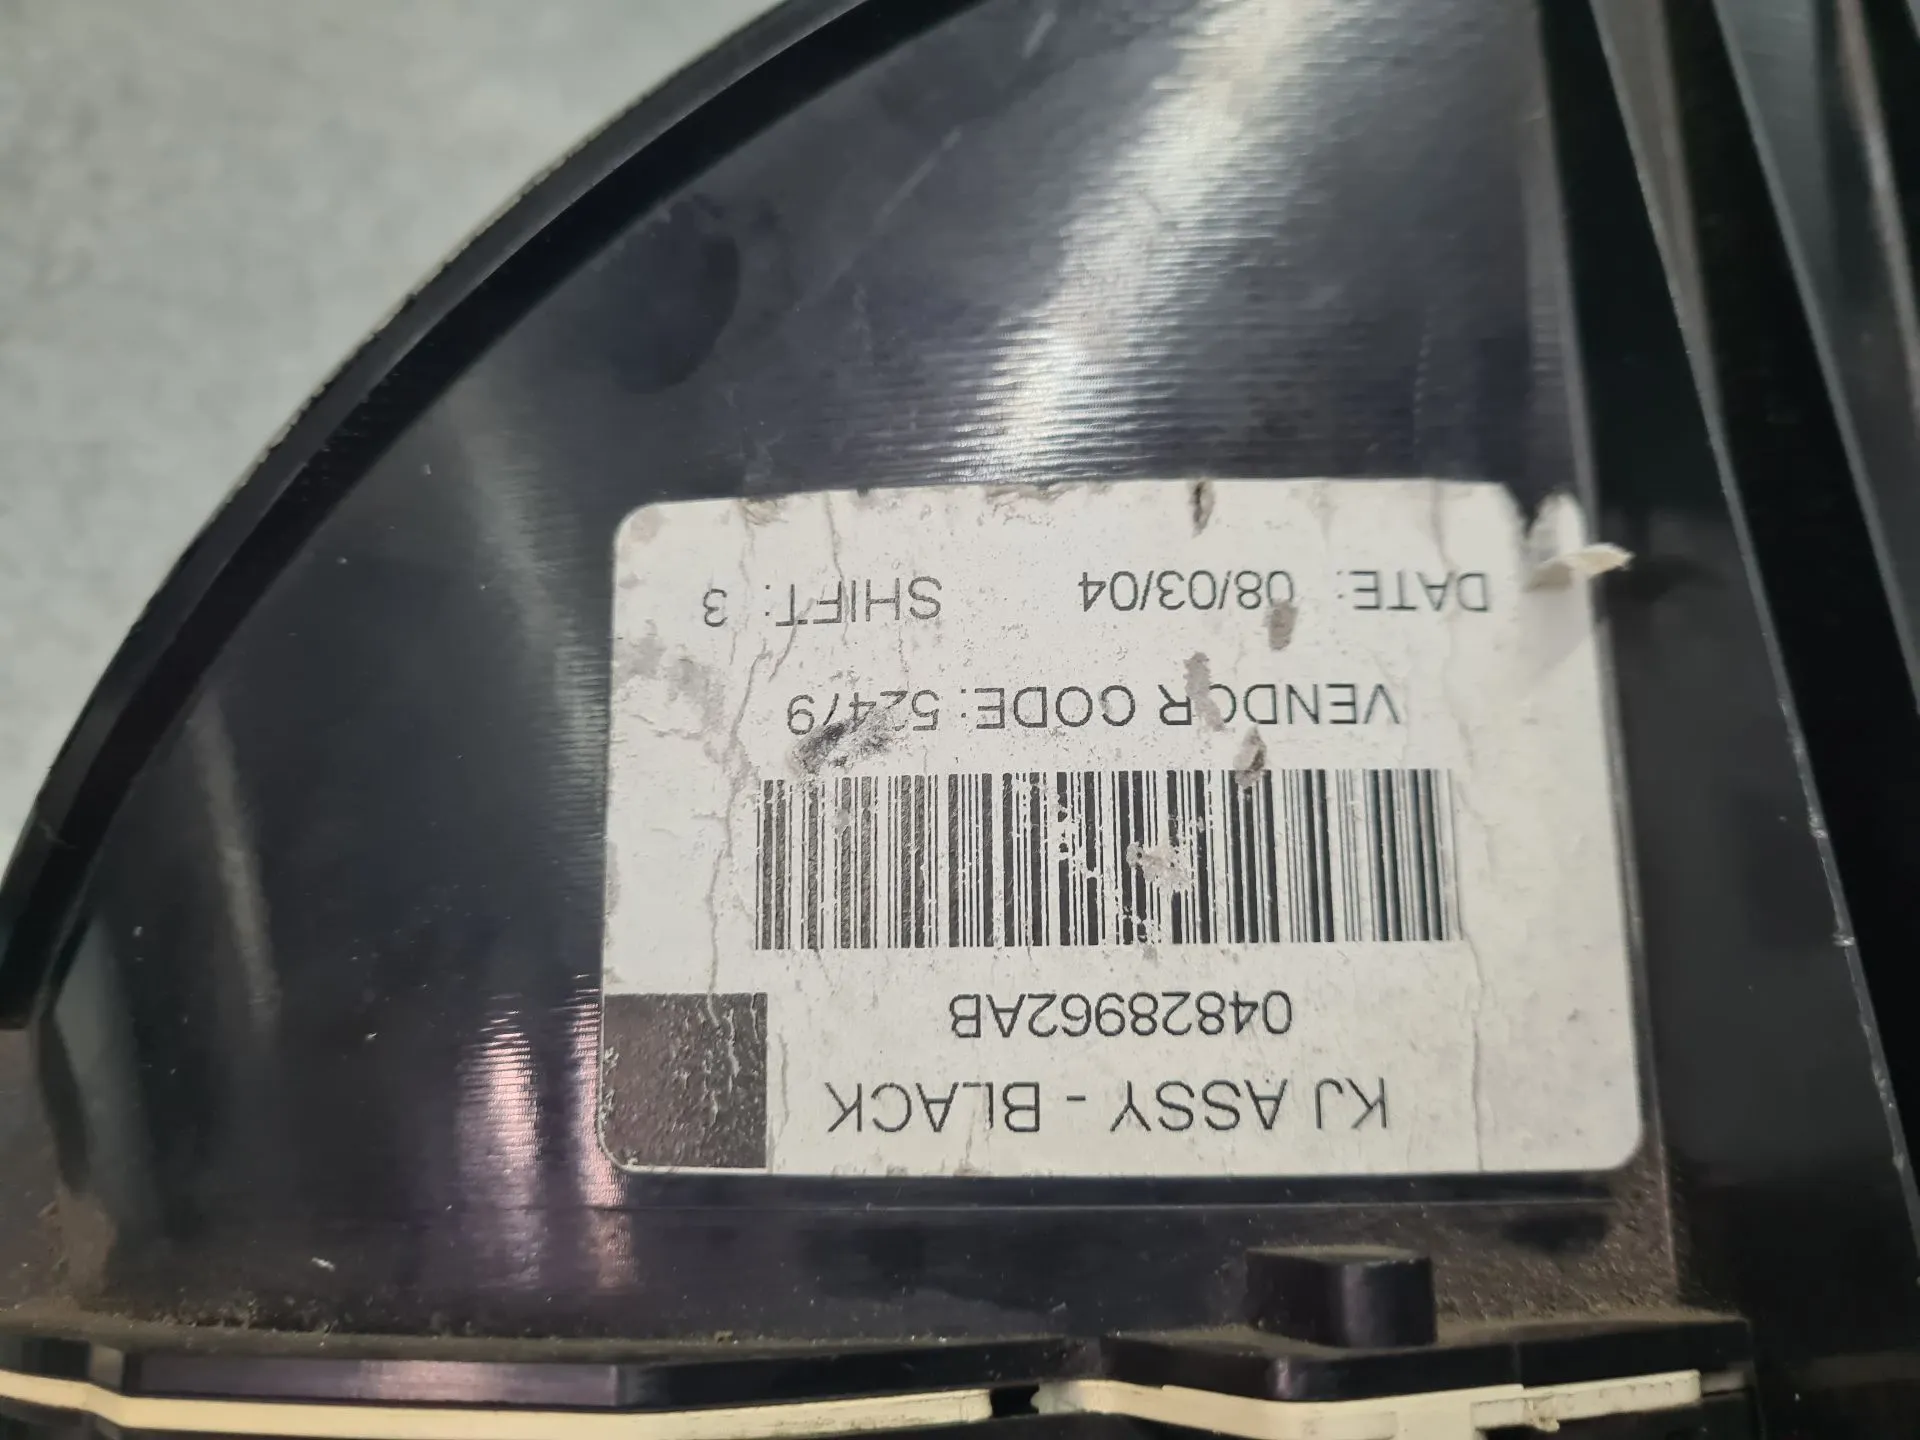 KJ ASSY - BLACK
04828962AB
VENDOR CODE: 52479
DATE: 08/03/04 SHIFT: 3